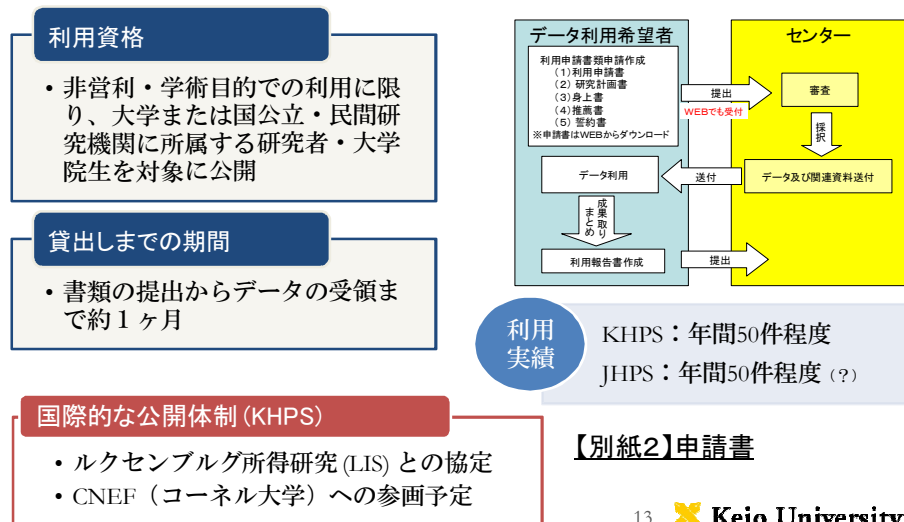 利用資格
・非営利・学術目的での利用に限
り、大学または国公立・民間研
究機関に所属する研究者・大学
院生を対象に公開
貸出しまでの期間
・書類の提出からデータの受領ま
で約１ヶ月
データ利用希望者
利用申請書類申請作成
(1)利用申請書
(2) 研究計画書
(3)身上書
(4)推薦書
(5) 誓約書
※申請書はWEBからダウンロード
提出
WEBでも受付
センター
審査
採択
データ及び関連資料送付
送付
データ利用
成果取り
まとめ
利用報告書作成
提出
利用
実績
KHPS：年間50件程度
JHPS：年間50件程度（?）
国際的な公開体制(KHPS)
・ルクセンブルグ所得研究 (LIS) との協定
・CNEF（コーネル大学）への参画予定
【別紙2】申請書
13
Keio University